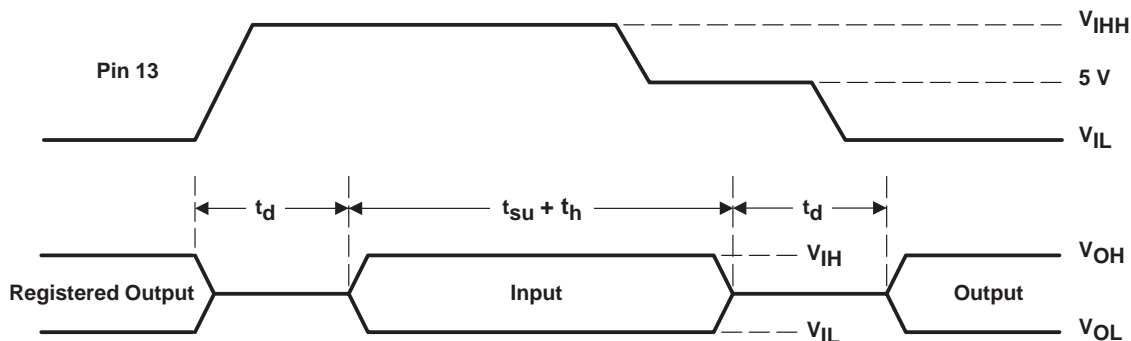 VIHH
Pin 13
5 V
VIL
td
tsu + th
td
VIH
VOH
Registered Output
Input
Output
VIL
VOL